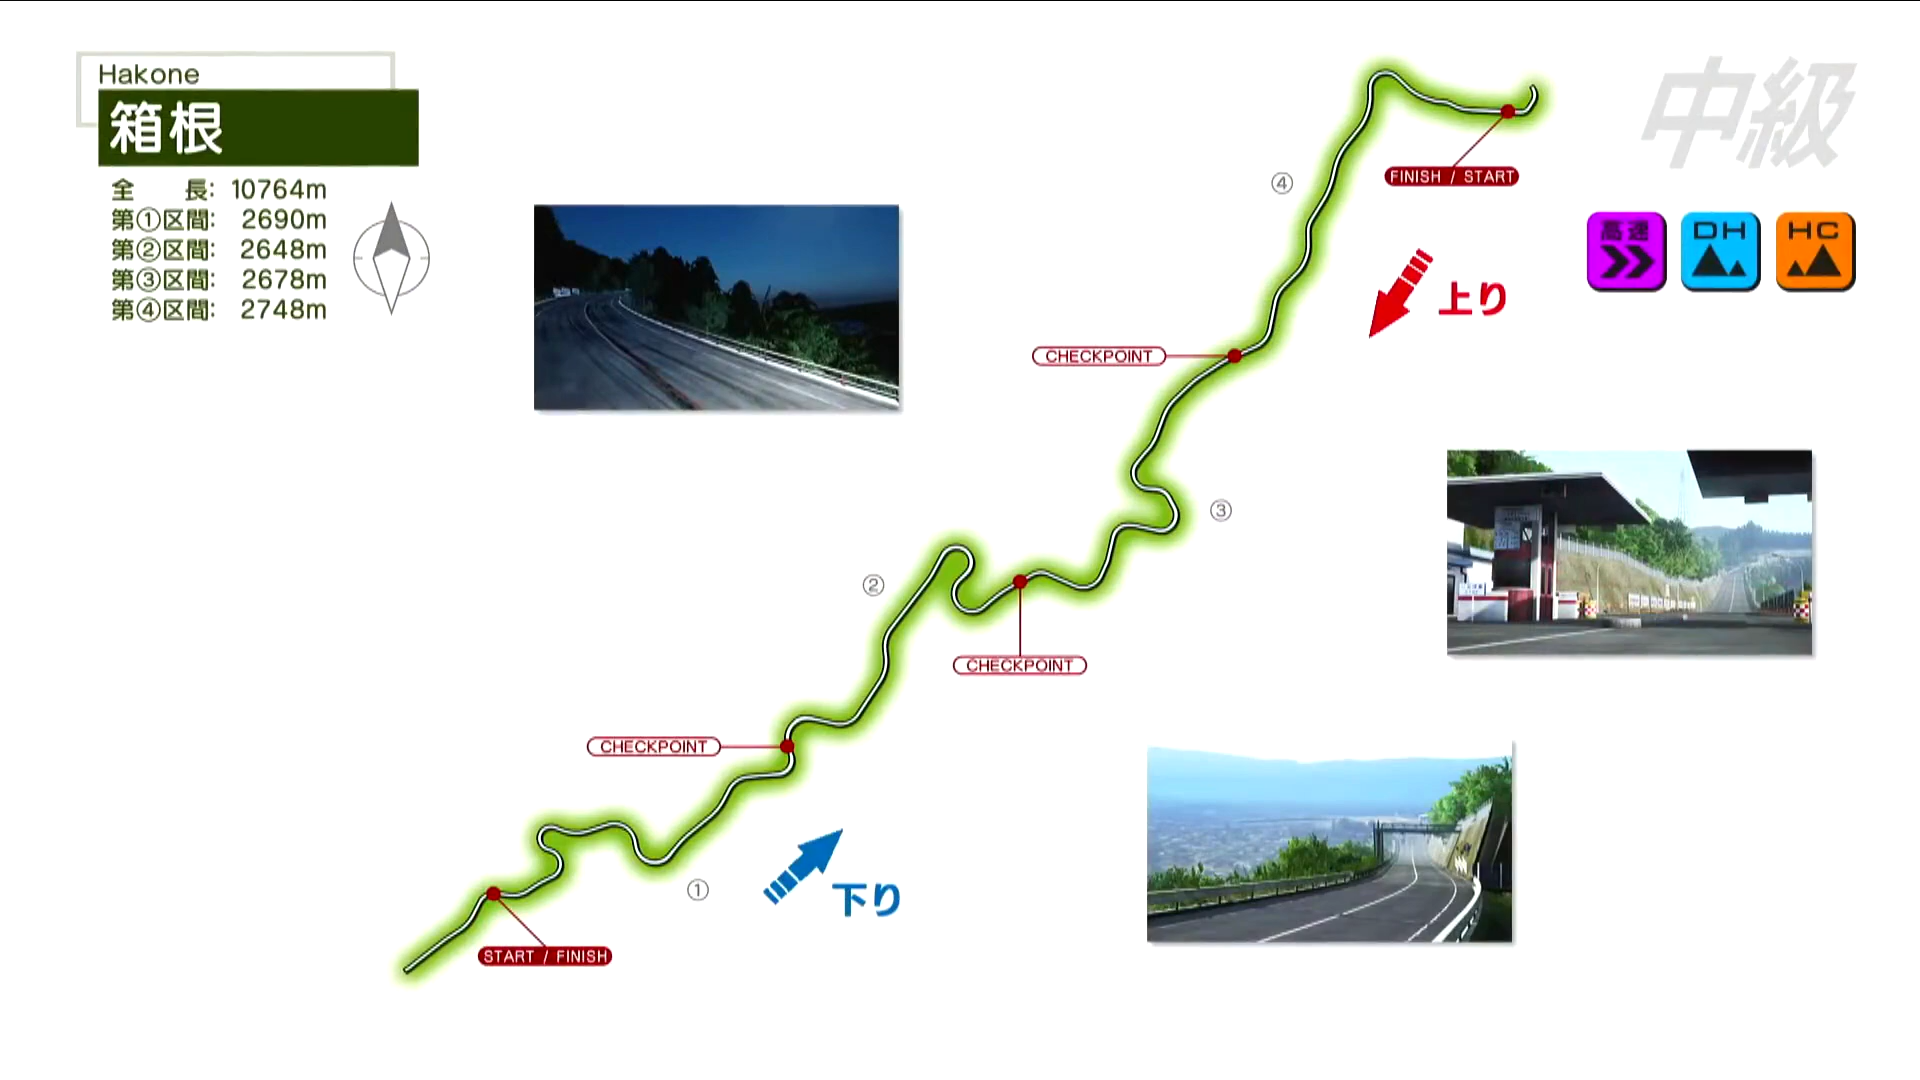 Hakone
箱根
全 長: 10764m
第①区間: 2690m
第②区間: 2648m
第③区間: 2678m
第④区間: 2748m
中級
高速
DH
HC
④
FINISH / START
上り
CHECKPOINT
③
②
CHECKPOINT
CHECKPOINT
①
下り
START / FINISH